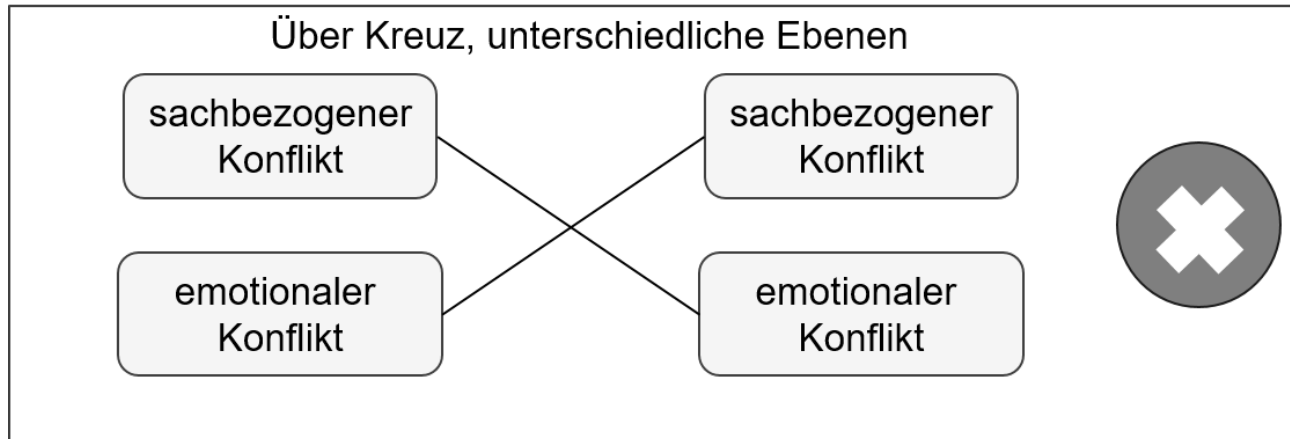 Über Kreuz, unterschiedliche Ebenen
sachbezogener
Konflikt
sachbezogener
Konflikt
emotionaler
Konflikt
emotionaler
Konflikt